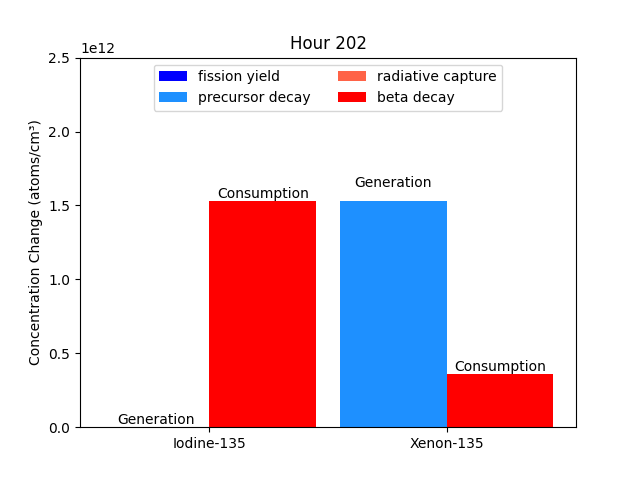 Hour 202
1e12
fission yield
precursor decay
radiative capture
beta decay
Concentration Change (atoms/cm³)
2.5
2.0
1.5
1.0
0.5
0.0
Generation
Consumption
Generation
Consumption
Iodine-135
Xenon-135